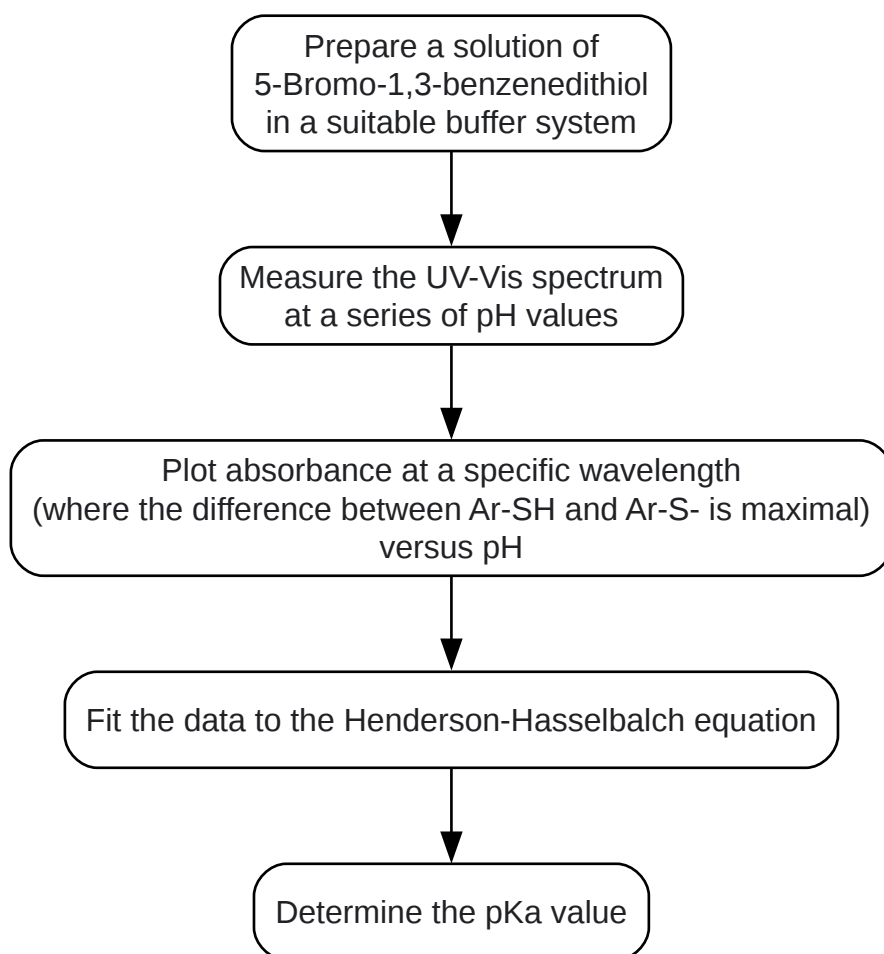 Prepare a solution of
5-Bromo-1,3-benzenedithiol
in a suitable buffer system
Measure the UV-Vis spectrum
at a series of pH values
Plot absorbance at a specific wavelength
(where the difference between Ar-SH and Ar-S- is maximal)
versus pH
Fit the data to the Henderson-Hasselbalch equation
Determine the pKa value